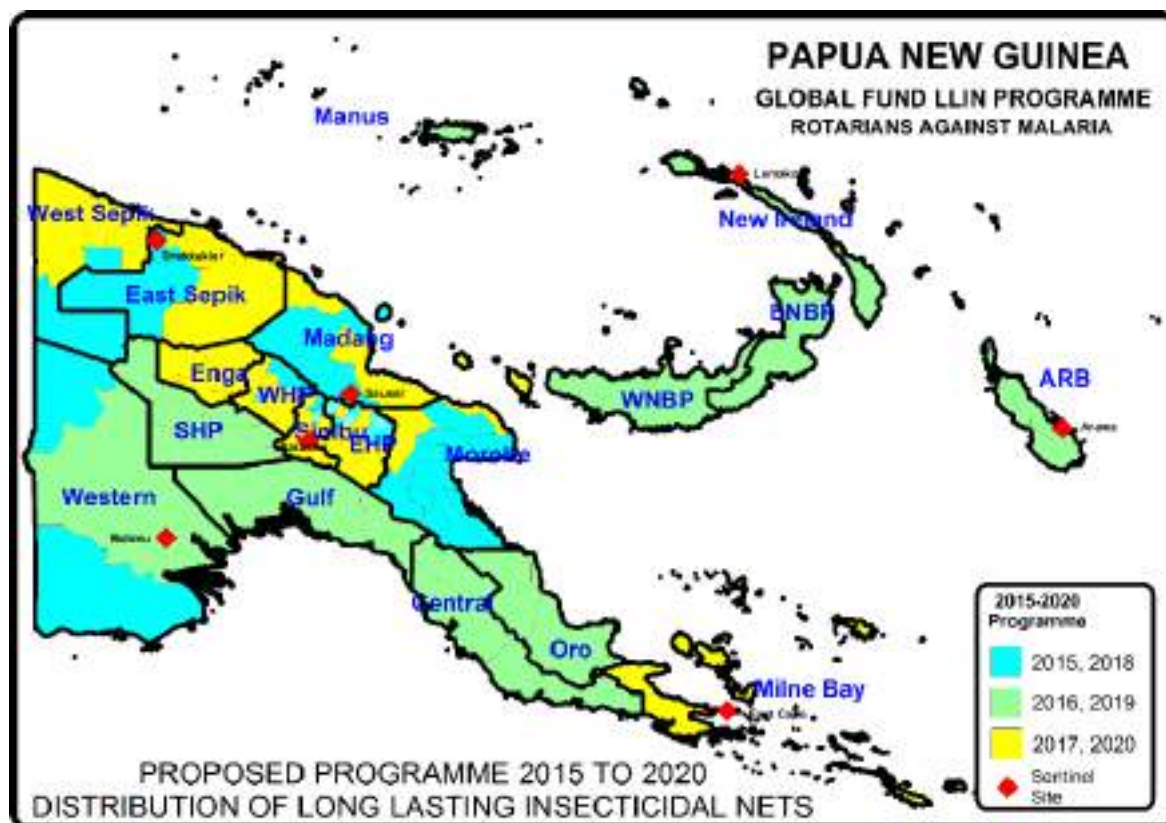 PAPUA NEW GUINEA
GLOBAL FUND LLIN PROGRAMME
ROTARIANS AGAINST MALARIA
Manus
West Sepik
New Ireland
East Sepik
ENBP
Madang
Enga
WHP
WNBP
ARB
SHP
Simbu
EHP
Morobe
Western
Gulf
Central
Oro
Milne Bay
2015-2020
Programme
2015, 2018
2016, 2019
2017, 2020
Sentinel
Site
PROPOSED PROGRAMME 2015 TO 2020
DISTRIBUTION OF LONG LASTING INSECTICIDAL NETS